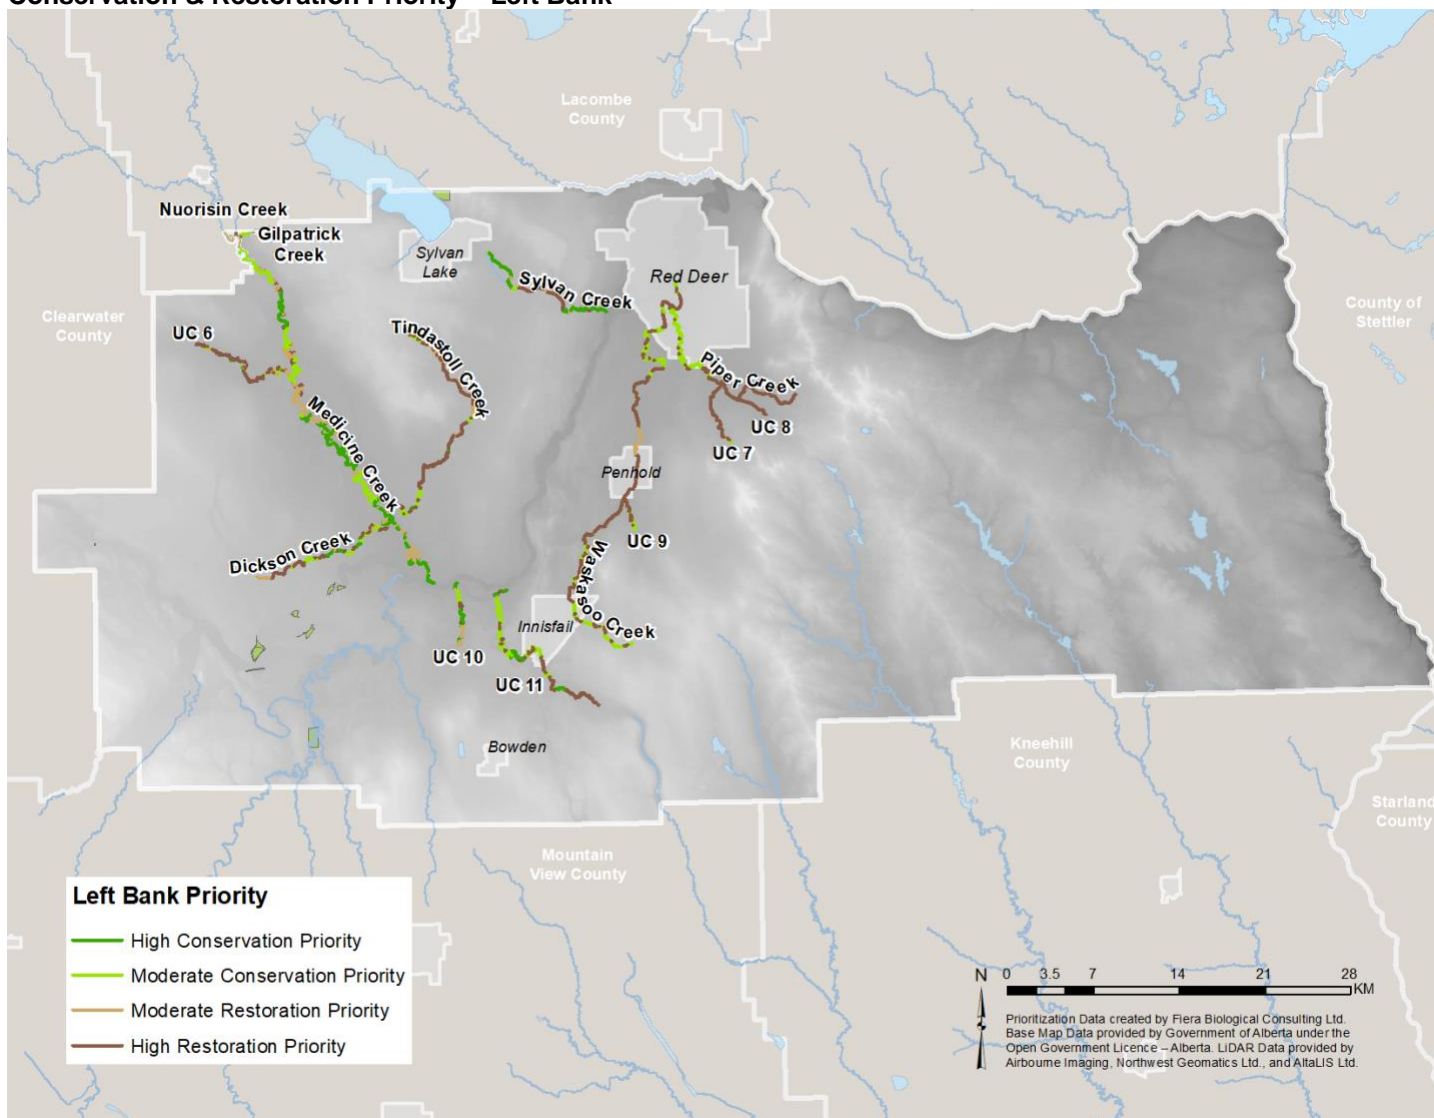 Conservation & Restoration Priority – Left Bank
Lacombe
County
Nuorisin Creek
Gilpatrick
Creek
Sylvan
Lake
Red Deer
Sylvan Creek
County of
Stettler
Clearwater
County
UC 6
Tindastoll Creek
Piper Creek
UC 8
UC 7
Medicine Creek
Penhold
UC 9
Dickson Creek
Waskasoo Creek
Innisfail
UC 10
UC 11
Bowden
Kneehill
County
Starland
County
Mountain
View County
Left Bank Priority
High Conservation Priority
Moderate Conservation Priority
Moderate Restoration Priority
High Restoration Priority
N
0 3.5 7 14 21 28
KM
Prioritization Data created by Fiera Biological Consulting Ltd.
Base Map Data provided by Government of Alberta under the
Open Government Licence – Alberta. LiDAR Data provided by
Airbourne Imaging, Northwest Geomatics Ltd., and AltaLIS Ltd.